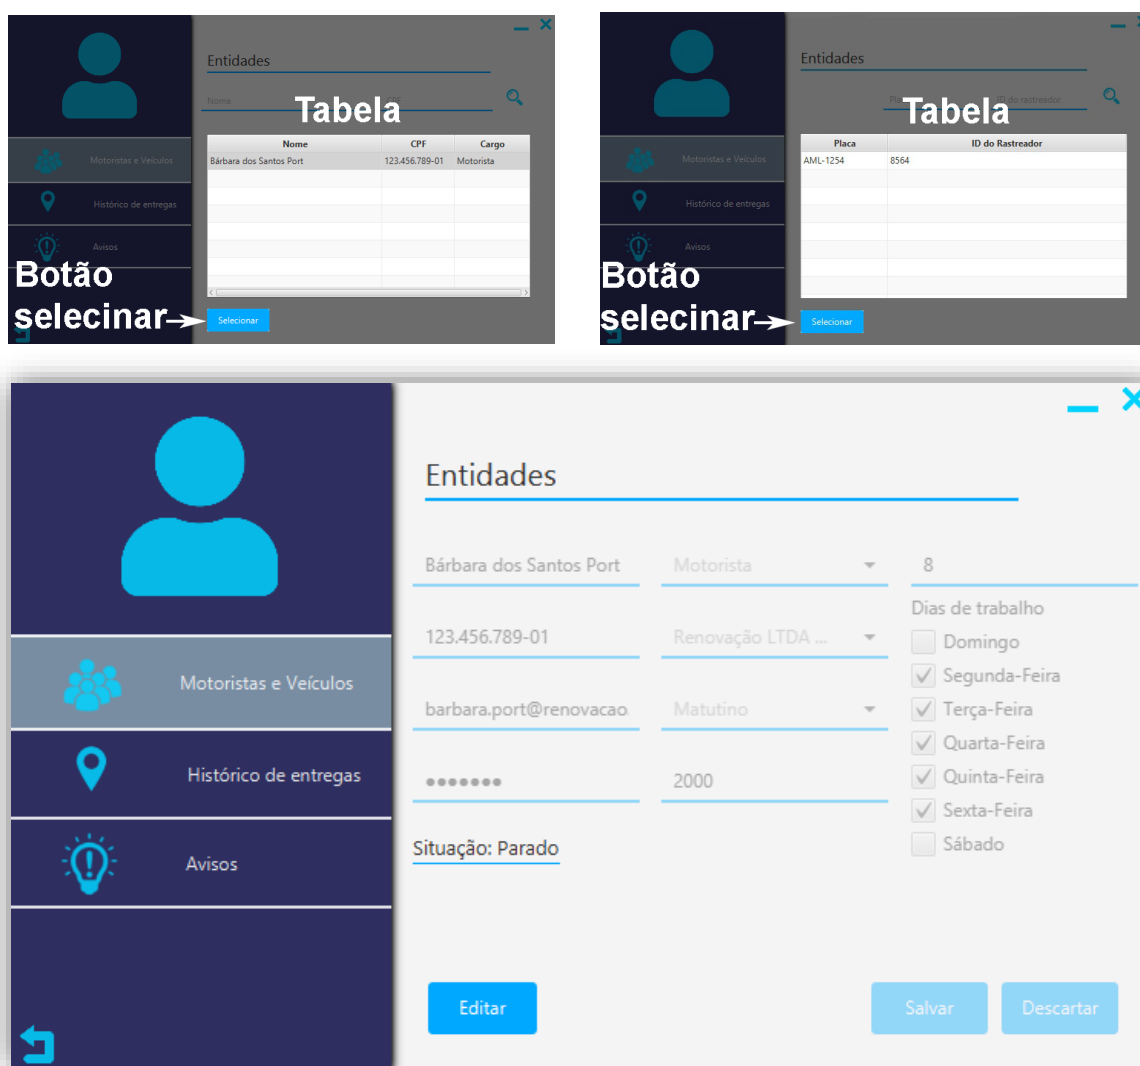 Entidades
Nome
Tabela
Nome CPF Cargo
Bárbara dos Santos Port 123.456.789-01 Motorista
Motoristas e Veículos
Histórico de entregas
Avisos
Botão
selecinar
Selecionar
Entidades
ID do rastreador
Tabela
Placa ID do Rastreador
AML-1254 8564
Motoristas e Veículos
Histórico de entregas
Avisos
Botão
selecinar
Selecionar
Entidades
Bárbara dos Santos Port Motorista 8
Dias de trabalho
123.456.789-01 Renovação LTDA ... Domingo
Segunda-Feira
Motoristas e Veículos
barbara.port@renovacao. Matutino Terça-Feira
Quarta-Feira
Histórico de entregas
••••••• 2000 Quinta-Feira
Sexta-Feira
Situação: Parado Sábado
Avisos
Editar Salvar Descartar